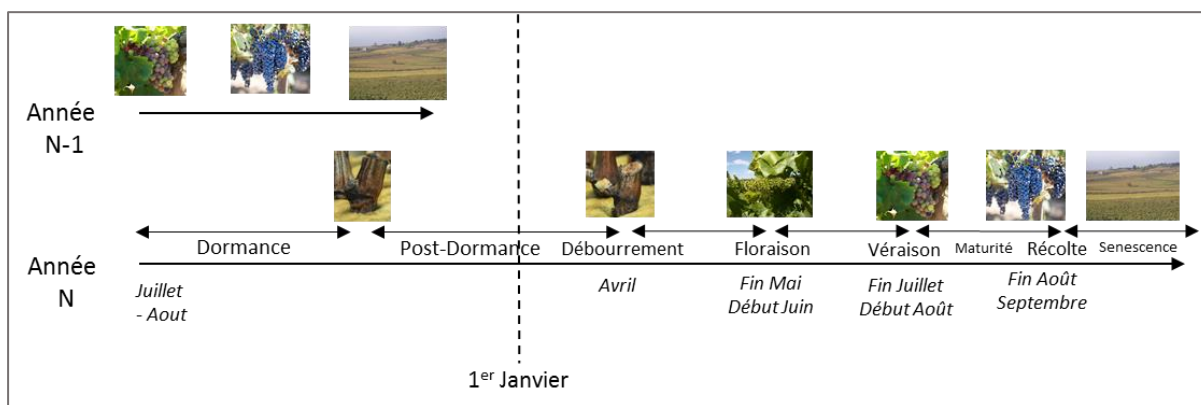 Année
N-1
Dormance
Post-Dormance
Débourrement
Floraison
Véraison
Maturité
Récolte
Senescence
Année
N
Juillet
- Aout
Avril
Fin Mai
Début Juin
Fin Juillet
Début Août
Fin Août
Septembre
1er Janvier